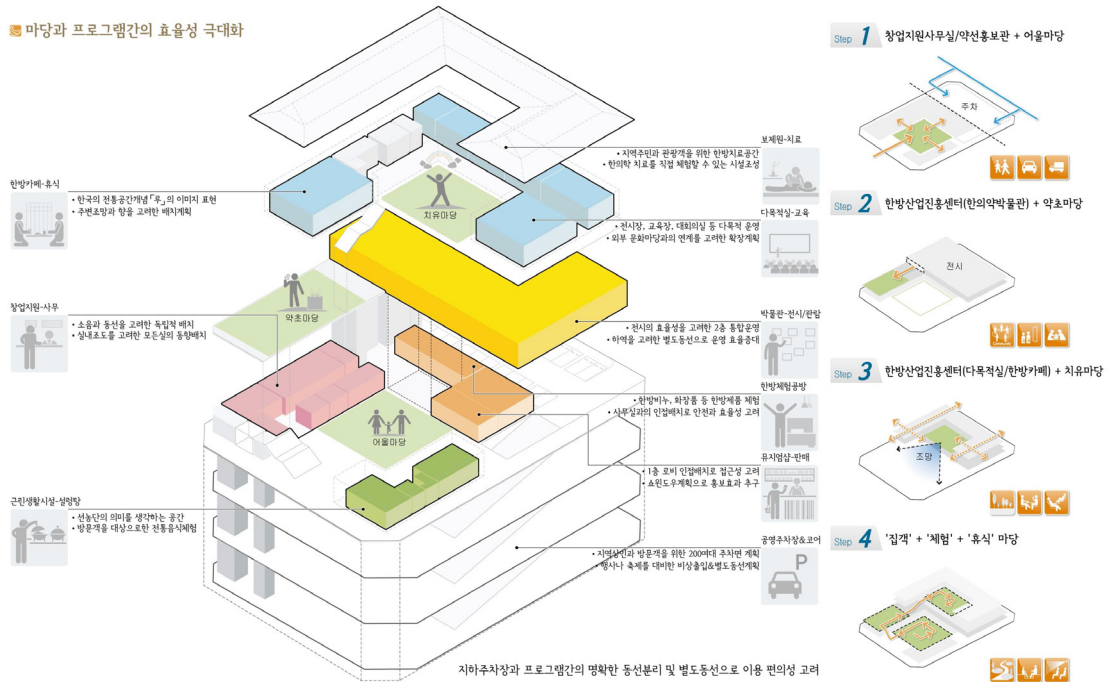 마당과 프로그램간의 효율성 극대화
한방카페-휴식
• 한국의 전통공간개념「루」의 이미지 표현
• 주변조망과 향을 고려한 배치계획
창업지원-사무
• 소음과 동선을 고려한 독립적 배치
• 실내조도를 고려한 모든실의 동향배치
근린생활시설-설렁탕
• 선농단의 의미를 생각하는 공간
• 방문객을 대상으로한 전통음식체험
치유마당
약초마당
어울마당
보제원-치료
• 지역주민과 관광객을 위한 한방치료공간
• 한의학 치료를 직접 체험할 수 있는 시설조성
다목적실-교육
• 전시장, 교육장, 대회의실 등 다목적 운영
• 외부 문화마당과의 연계를 고려한 확장계획
박물관-전시/관람
• 전시의 효율성을 고려한 2층 통합운영
• 하역을 고려한 별도동선으로 운영 효율증대
한방체험공방
• 한방비누, 화장품 등 한방제품 체험
• 사무실과의 인접배치로 안전과 효율성 고려
뮤지엄샵-판매
• 1층 로비 인접배치로 접근성 고려
• 쇼윈도우계획으로 홍보효과 추구
공영주차장&코어
• 지역상인과 방문객을 위한 200여대 주차면 계획
• 행사나 축제를 대비한 비상출입&별도동선계획
P
지하주차장과 프로그램간의 명확한 동선분리 및 별도동선으로 이용 편의성 고려
Step 1 창업지원사무실/약선홍보관 + 어울마당
주차
Step 2 한방산업진흥센터(한의약박물관) + 약초마당
전시
Step 3 한방산업진흥센터(다목적실/한방카페) + 치유마당
조망
Step 4 '집객' + '체험' + '휴식' 마당